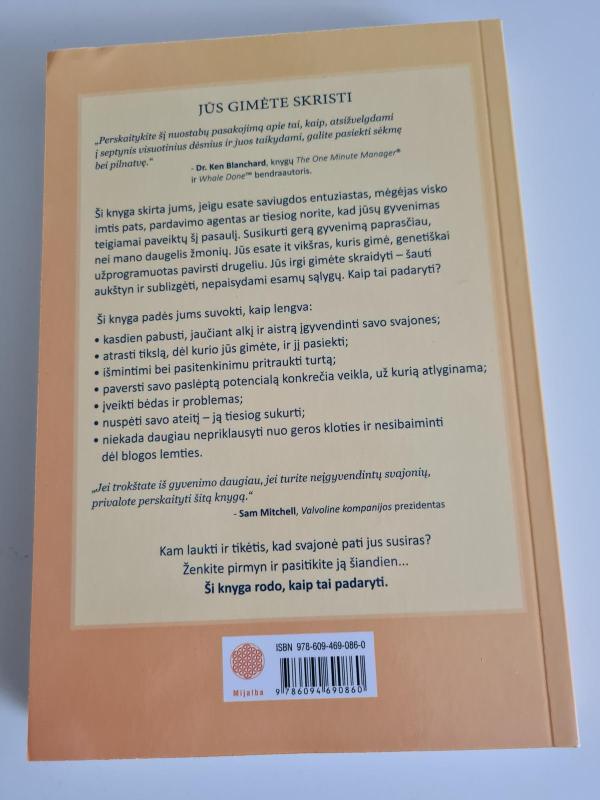 JŪS GIMĖTE SKRISTI
„Perskaitykite šį nuostabų pasakojimą apie tai, kaip, atsižvelgdami
į septynis visuotinius dėsnius ir juos taikydami, galite pasiekti sėkmę
bei pilnatvę."
- Dr. Ken Blanchard, knygų The One Minute Manager®
ir Whale Done™ bendraautoris.
Ši knyga skirta jums, jeigu esate saviugdos entuziastas, mėgėjas visko
imtis pats, pardavimo agentas ar tiesiog norite, kad jūsų gyvenimas
teigiamai paveiktų šį pasaulį. Susikurti gerą gyvenimą paprasčiau,
nei mano daugelis žmonių. Jūs esate it vikšras, kuris gimė, genetiškai
užprogramuotas pavirsti drugeliu. Jūs irgi gimėte skraidyti – šauti
aukštyn ir sublizgėti, nepaisydami esamų sąlygų. Kaip tai padaryti?
Ši knyga padės jums suvokti, kaip lengva:
• kasdien pabusti, jaučiant alkį ir aistrą įgyvendinti savo svajones;
• atrasti tikslą, dėl kurio jūs gimėte, ir jį pasiekti;
• išmintimi bei pasitenkinimu pritraukti turtą;
• paversti savo paslėptą potencialą konkrečia veikla, už kurią atlyginama;
• įveikti bėdas ir problemas;
• nuspėti savo ateitį – ją tiesiog sukurti;
• niekada daugiau nepriklausyti nuo geros kloties ir nesibaiminti
dėl blogos lemties.
„Jei trokštate iš gyvenimo daugiau, jei turite neįgyvendintų svajonių,
privalote perskaityti šitą knygą."
- Sam Mitchell, Valvoline kompanijos prezidentas
Kam laukti ir tikėtis, kad svajonė pati jus susiras?
Ženkite pirmyn ir pasitikite ją šiandien...
Ši knyga rodo, kaip tai padaryti.
ISBN 978-609-469-086-0
Mijalba
9 786094 690860